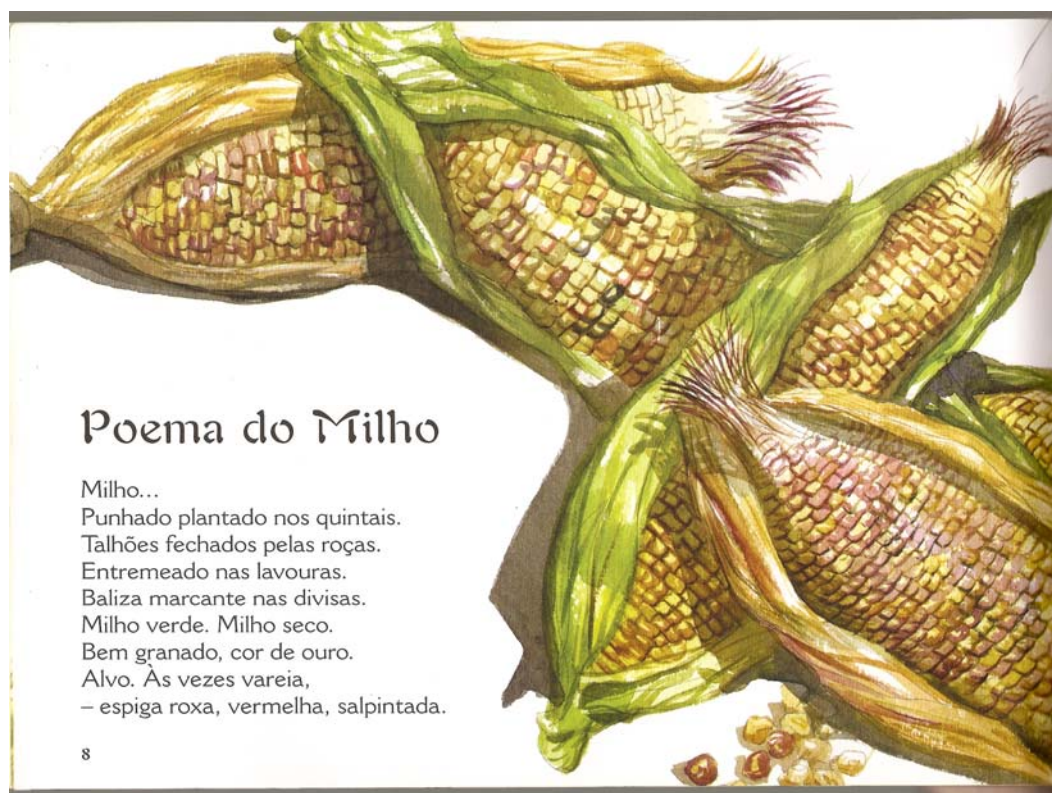 Poema do Milho
Milho...
Punhado plantado nos quintais.
Talhões fechados pelas roças.
Entremeado nas lavouras.
Baliza marcante nas divisas.
Milho verde. Milho seco.
Bem granado, cor de ouro.
Alvo. Às vezes vareia,
– espiga roxa, vermelha, salpintada.
8